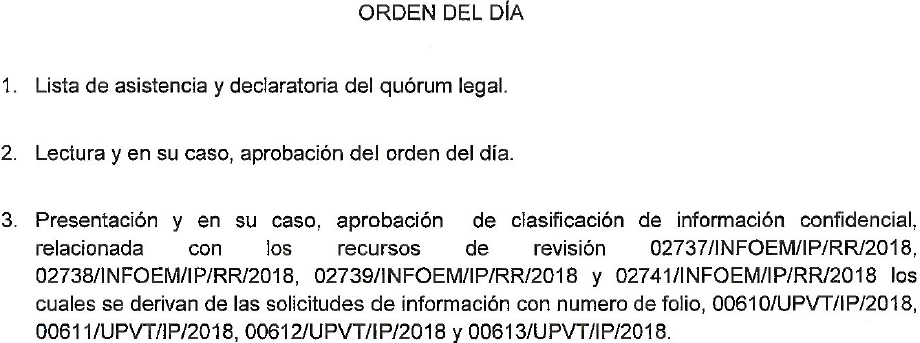 ORDEN DEL DÍA
1. Lista de asistencia y declaratoria del quórum legal.
2. Lectura y en su caso, aprobación del orden del día.
3. Presentación y en su caso, aprobación de clasificación de información confidencial,
relacionada con los recursos de revisión 02737/INFOEM/IP/RR/2018,
02738/INFOEM/IP/RR/2018, 02739/INFOEM/IP/RR/2018 y 02741/INFOEM/IP/RR/2018 los
cuales se derivan de las solicitudes de información con numero de folio, 00610/UPVT/IP/2018,
00611/UPVT/IP/2018, 00612/UPVT/IP/2018 y 00613/UPVT/IP/2018.